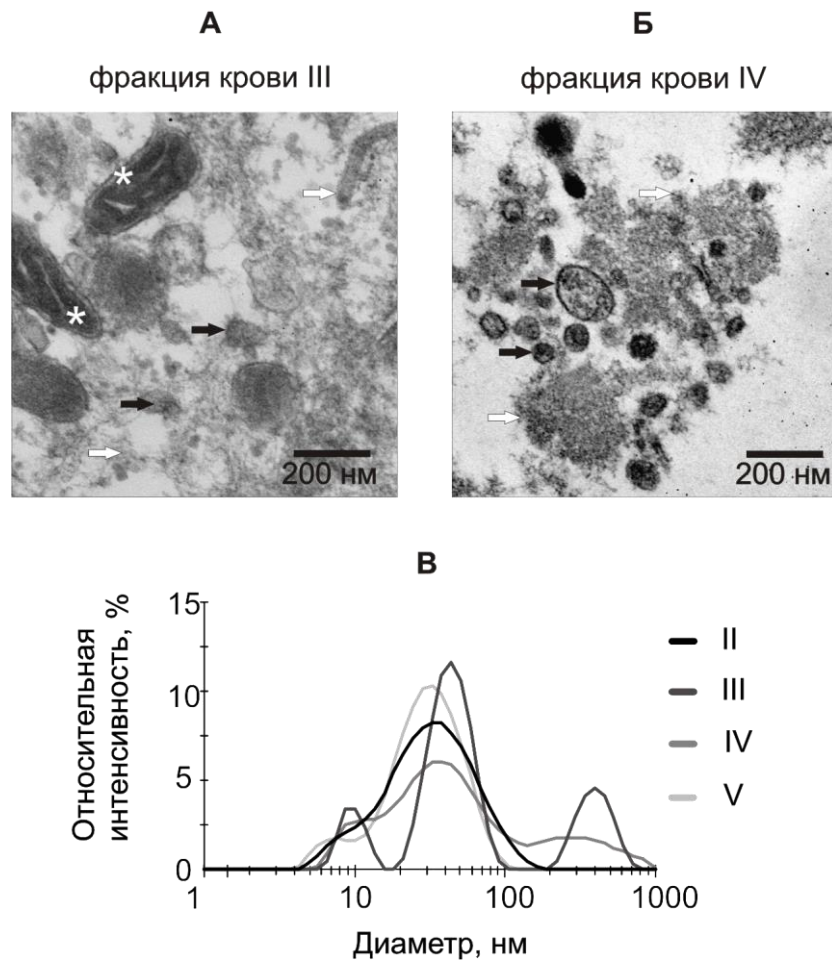 А
Б
фракция крови III
фракция крови IV
*
*
200 нм
200 нм
В
Относительная
интенсивность, %
15
10
5
0
1
10
100
1000
Диаметр, нм
II
III
IV
V